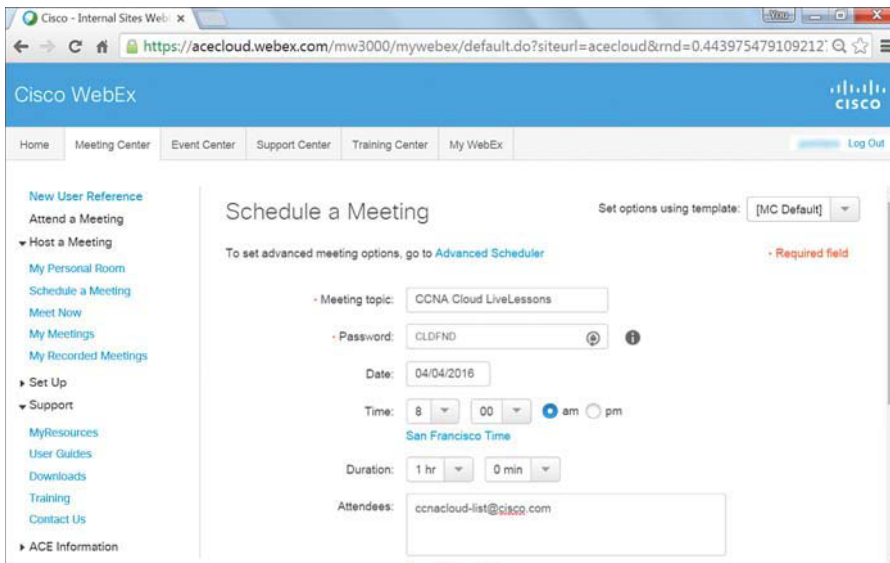 Cisco - Internal Sites Web
You
https://acecloud.webex.com/mw3000/mywebex/default.do?siteurl=acecloud&rnd=0.443975479109212
Cisco WebEx
CISCO
Home Meeting Center Event Center Support Center Training Center My WebEx Log Out
New User Reference
Attend a Meeting
Host a Meeting
My Personal Room
Schedule a Meeting
Meet Now
My Meetings
My Recorded Meetings
Set Up
Support
MyResources
User Guides
Downloads
Training
Contact Us
ACE Information
Schedule a Meeting
Set options using template: [MC Default]
To set advanced meeting options, go to Advanced Scheduler
- Required field
- Meeting topic: CCNA Cloud LiveLessons
- Password: CLDFND
Date: 04/04/2016
Time: 8 00 am pm
San Francisco Time
Duration: 1 hr 0 min
Attendees: ccnacloud-list@cisco.com